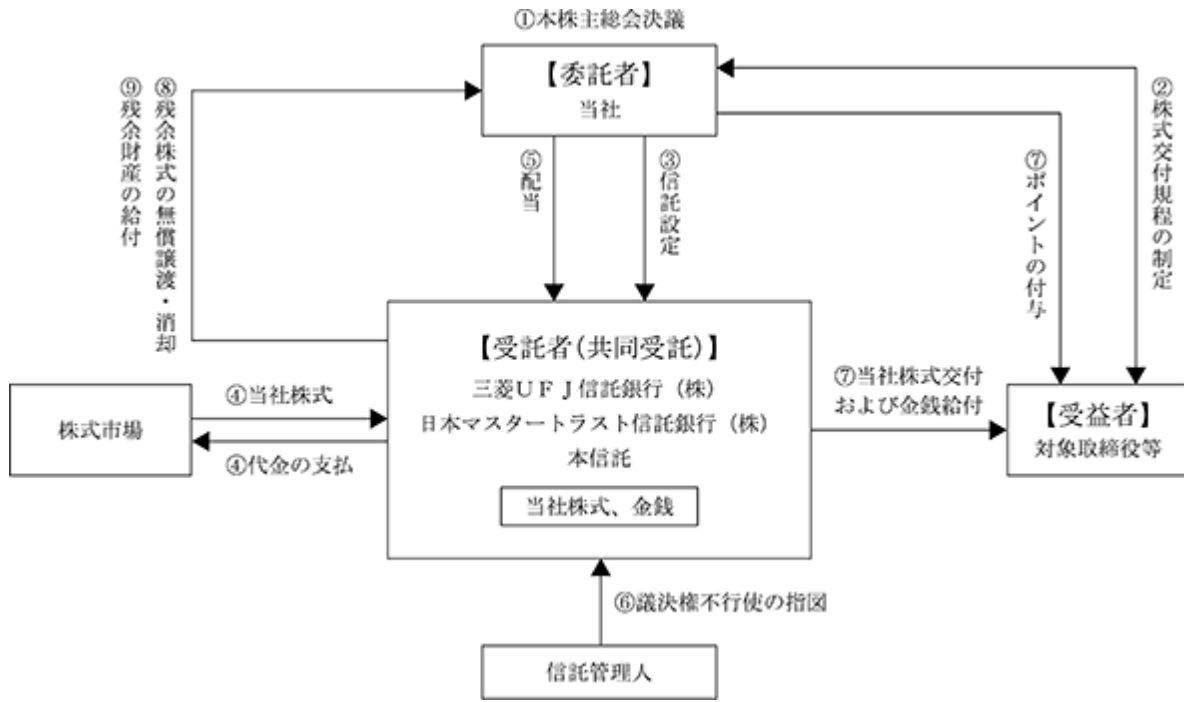 ①本株主総会決議
【委託者】
当社
⑨残余財産の給付
⑧残余株式の無償譲渡・消却
⑤配当
③信託設定
⑦ポイントの付与
②株式交付規程の制定
【受託者(共同受託)】
三菱UFJ信託銀行(株)
日本マスタートラスト信託銀行(株)
本信託
当社株式、金銭
株式市場
④当社株式
④代金の支払
⑦当社株式交付
および金銭給付
【受益者】
対象取締役等
⑥議決権不行使の指図
信託管理人